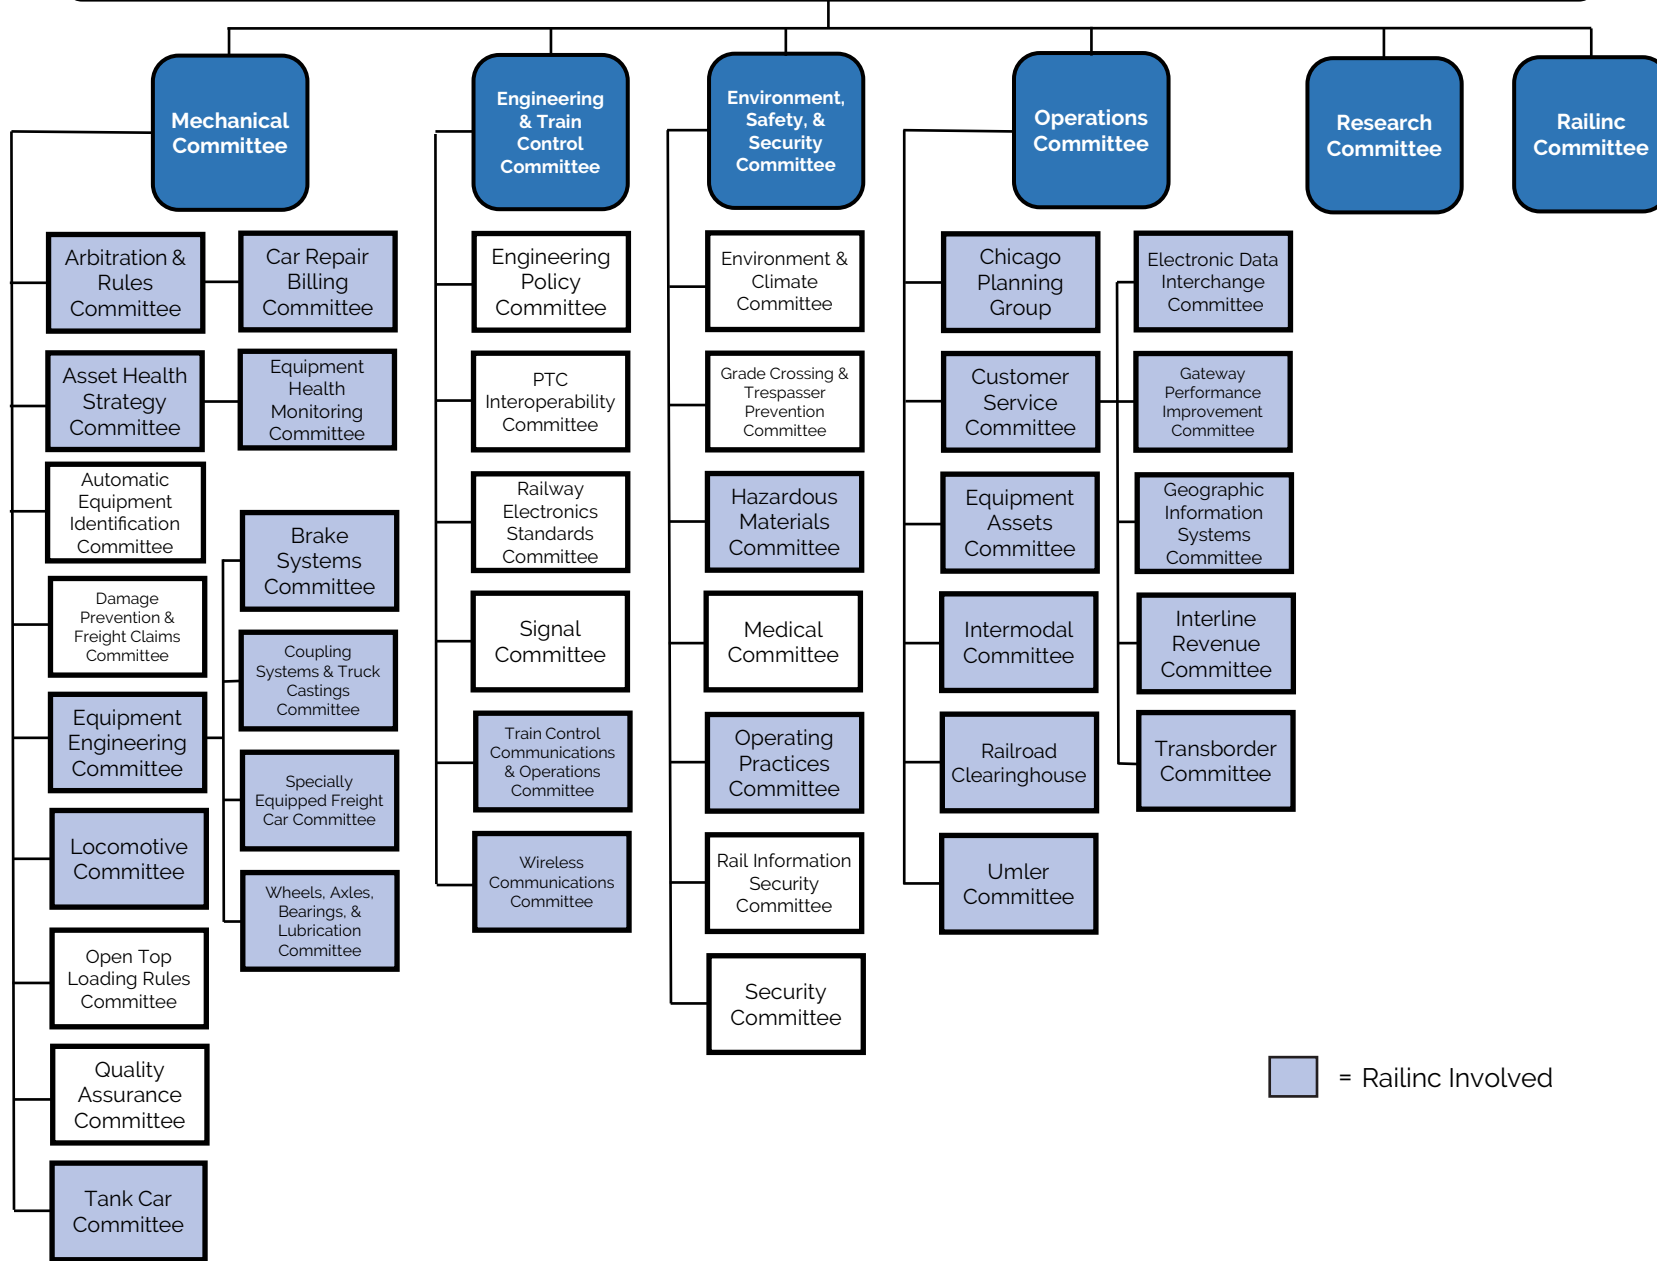 Mechanical
Committee
Engineering
& Train
Control
Committee
Environment,
Safety, &
Security
Committee
Operations
Committee
Research
Committee
Railinc
Committee
Arbitration &
Rules
Committee
Car Repair
Billing
Committee
Asset Health
Strategy
Committee
Equipment
Health
Monitoring
Committee
Automatic
Equipment
Identification
Committee
Damage
Prevention &
Freight Claims
Committee
Equipment
Engineering
Committee
Brake
Systems
Committee
Coupling
Systems & Truck
Castings
Committee
Specially
Equipped Freight
Car Committee
Wheels, Axles,
Bearings, &
Lubrication
Committee
Locomotive
Committee
Open Top
Loading Rules
Committee
Quality
Assurance
Committee
Tank Car
Committee
Engineering
Policy
Committee
PTC
Interoperability
Committee
Railway
Electronics
Standards
Committee
Signal
Committee
Train Control
Communications
& Operations
Committee
Wireless
Communications
Committee
Environment &
Climate
Committee
Grade Crossing &
Trespasser
Prevention
Committee
Hazardous
Materials
Committee
Medical
Committee
Operating
Practices
Committee
Rail Information
Security
Committee
Security
Committee
Chicago
Planning
Group
Customer
Service
Committee
Equipment
Assets
Committee
Intermodal
Committee
Railroad
Clearinghouse
Umler
Committee
Electronic Data
Interchange
Committee
Gateway
Performance
Improvement
Committee
Geographic
Information
Systems
Committee
Interline
Revenue
Committee
Transborder
Committee
= Railinc Involved